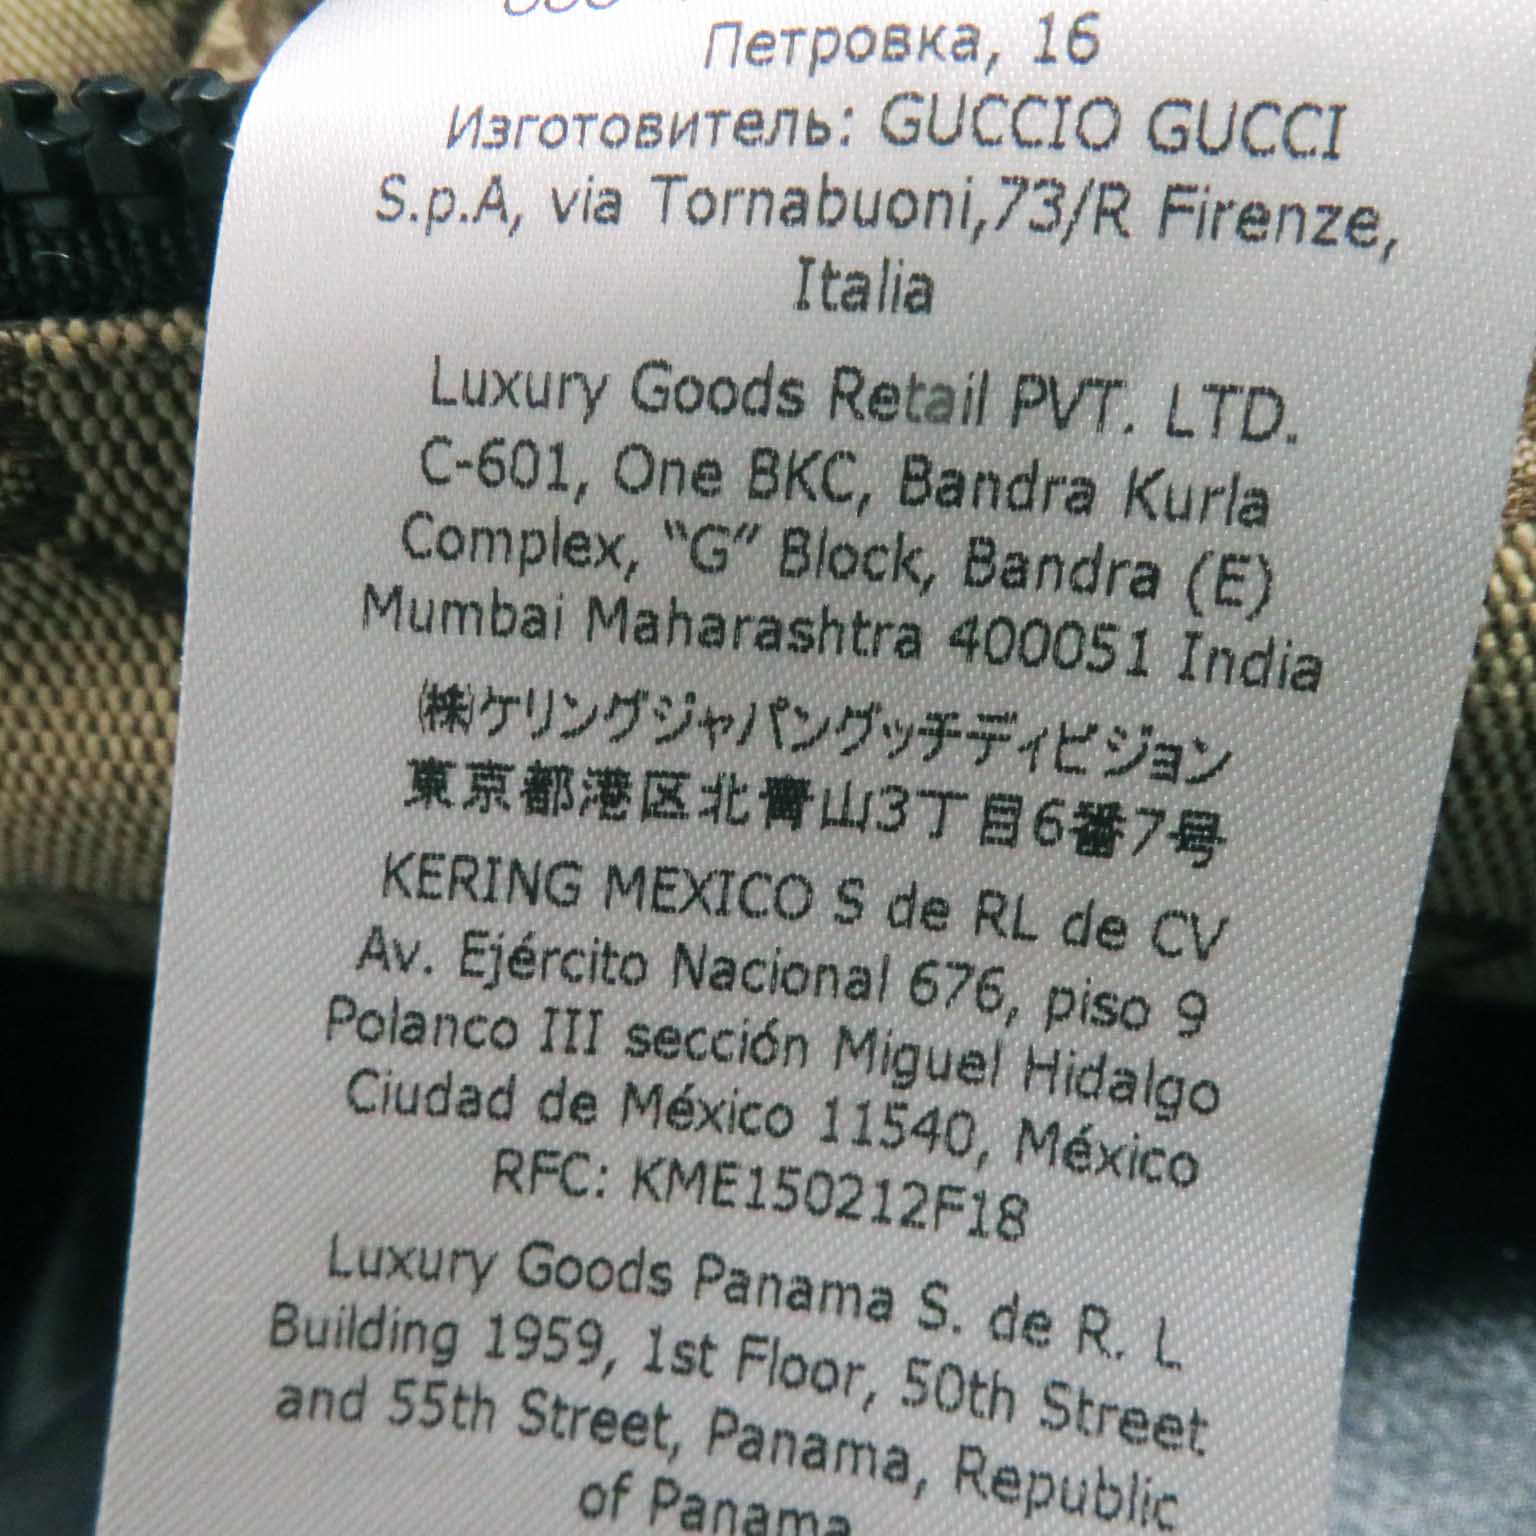 Петровка, 16
Изготовитель: GUCCIO GUCCI
S.p.A, via Tornabuoni,73/R Firenze,
Italia
Luxury Goods Retail PVT. LTD.
C-601, One BKC, Bandra Kurla
Complex, “G” Block, Bandra (E)
Mumbai Maharashtra 400051 India
㈱ケリングジャパングッチディビジョン
東京都港区北青山3丁目6番7号
KERING MEXICO S de RL de CV
Av. Ejército Nacional 676, piso 9
Polanco III sección Miguel Hidalgo
Ciudad de México 11540, México
RFC: KME150212F18
Luxury Goods Panama S. de R. L
Building 1959, 1st Floor, 50th Street
and 55th Street, Panama, Republic
of Panama